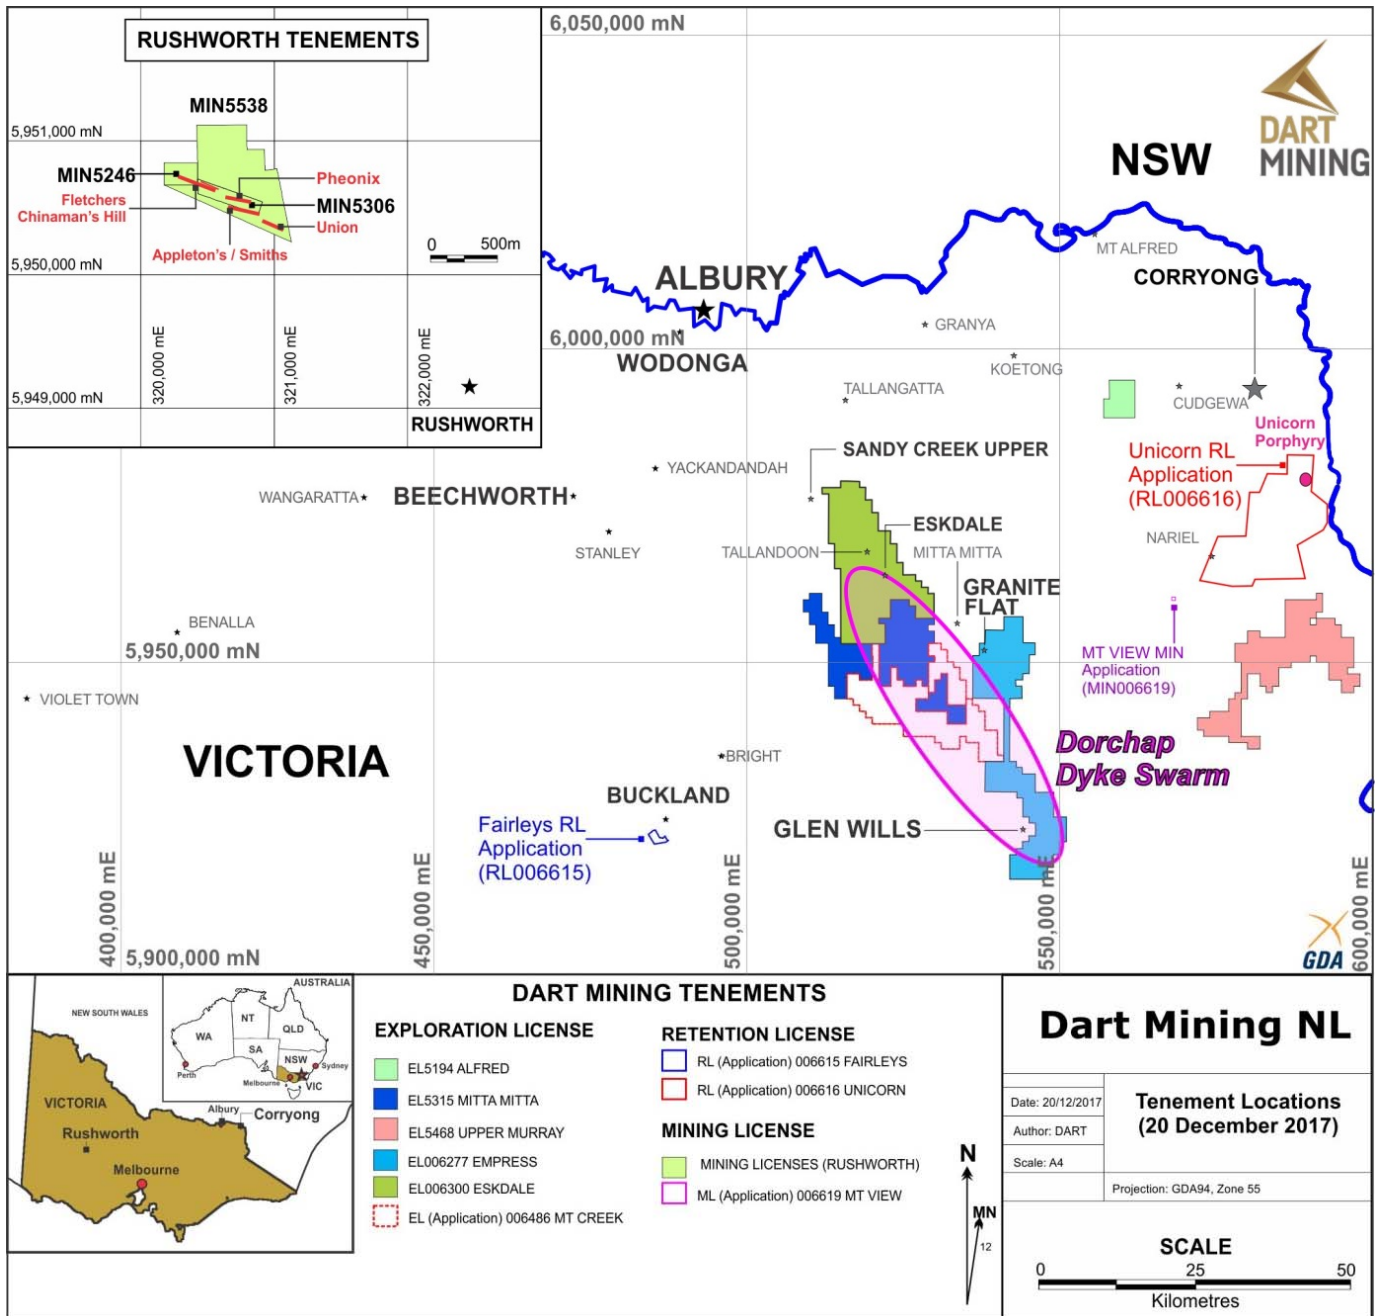 RUSHWORTH TENEMENTS
MIN5538
5,951,000 mN
MIN5246
Pheonix
Fletchers
Chinaman's Hill
MIN5306
Union
Appleton's / Smiths
0 500m
5,950,000 mN
320,000 mE
321,000 mE
322,000 mE
5,949,000 mN
RUSHWORTH
6,050,000 mN
DART
MINING
NSW
MT ALFRED
CORRYONG
ALBURY
GRANYA
6,000,000 mN
WODONGA
KOETONG
TALLANGATTA
CUDGEWA
Unicorn
Porphyry
SANDY CREEK UPPER
Unicorn RL
Application
(RL006616)
YACKANDANDAH
WANGARATTA
BEECHWORTH
ESKDALE
STANLEY
TALLANDOON
MITTA MITTA
NARIEL
GRANITE
FLAT
BENALLA
5,950,000 mN
MT VIEW MIN
Application
(MIN006619)
VIOLET TOWN
VICTORIA
BRIGHT
Dorchap
Dyke Swarm
BUCKLAND
Fairleys RL
Application
(RL006615)
GLEN WILLS
400,000 mE
450,000 mE
500,000 mE
550,000 mE
600,000 mE
5,900,000 mN
GDA
NEW SOUTH WALES
AUSTRALIA
WA
NT
QLD
SA
NSW
Perth
Sydney
Melbourne
VIC
VICTORIA
Albury
Corryong
Rushworth
Melbourne
DART MINING TENEMENTS
EXPLORATION LICENSE
EL5194 ALFRED
EL5315 MITTA MITTA
EL5468 UPPER MURRAY
EL006277 EMPRESS
EL006300 ESKDALE
EL (Application) 006486 MT CREEK
RETENTION LICENSE
RL (Application) 006615 FAIRLEYS
RL (Application) 006616 UNICORN
MINING LICENSE
MINING LICENSES (RUSHWORTH)
ML (Application) 006619 MT VIEW
N
MN
12
Dart Mining NL
Date: 20/12/2017
Author: DART
Scale: A4
Tenement Locations
(20 December 2017)
Projection: GDA94, Zone 55
SCALE
0 25 50
Kilometres